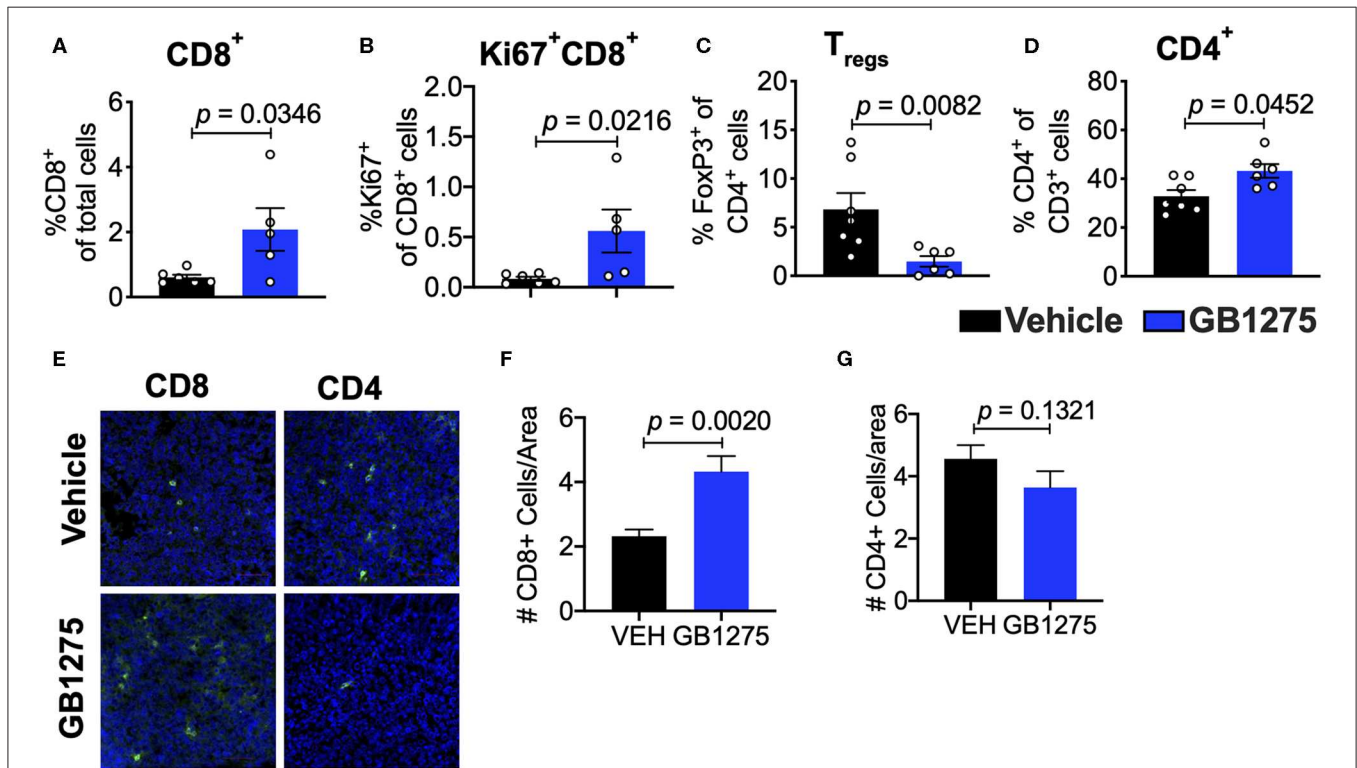 A
CD8+
%CD8+
of total cells
6
4
2
0
p = 0.0346
B
Ki67+CD8+
%Ki67+
of CD8+ cells
2.0
1.5
1.0
0.5
0.0
p = 0.0216
C
Tregs
% FoxP3+ of
CD4+ cells
20
15
10
5
0
p = 0.0082
D
CD4+
% CD4+ of
CD3+ cells
80
60
40
20
0
p = 0.0452
Vehicle GB1275
E
CD8 CD4
Vehicle
GB1275
F
# CD8+ Cells/Area
6
4
2
0
p = 0.0020
VEH GB1275
G
# CD4+ Cells/area
6
4
2
0
p = 0.1321
VEH GB1275